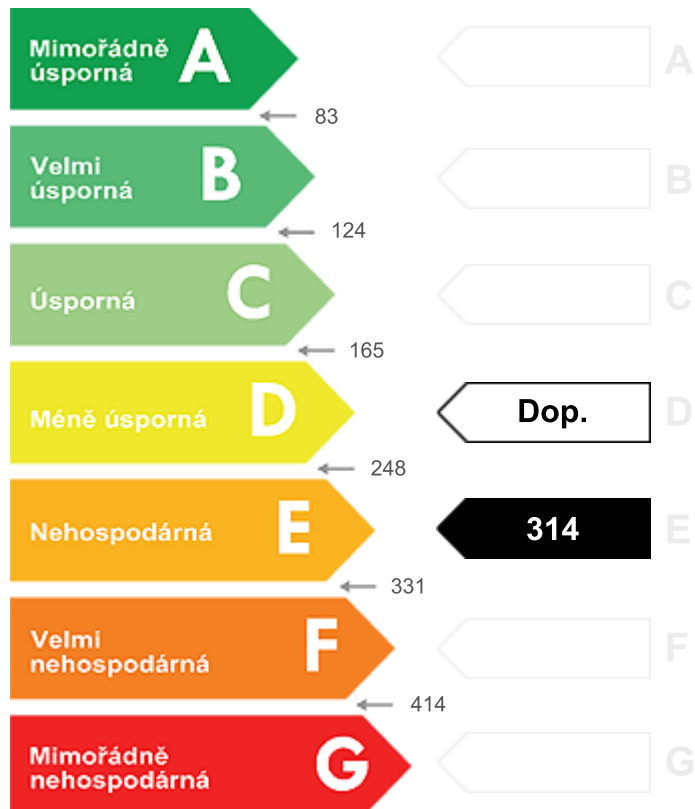 Mimořádně
úsporná
A
A
83
Velmi
úsporná
B
B
124
Úsporná
C
C
165
Méně úsporná
D
Dop.
D
248
Nehospodárná
E
314
E
331
Velmi
nehospodárná
F
F
414
Mimořádně
nehospodárná
G
G